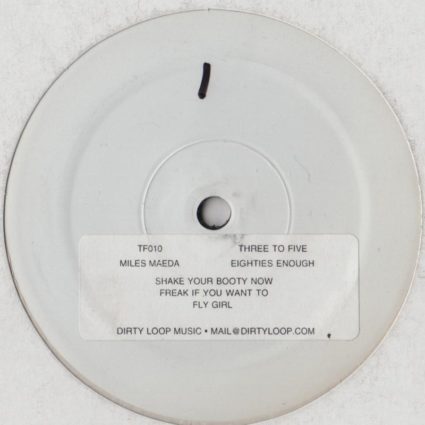 1
TF010 THREE TO FIVE
MILES MAEDA EIGHTIES ENOUGH
SHAKE YOUR BOOTY NOW
FREAK IF YOU WANT TO
FLY GIRL
DIRTY LOOP MUSIC • MAIL@DIRTYLOOP.COM